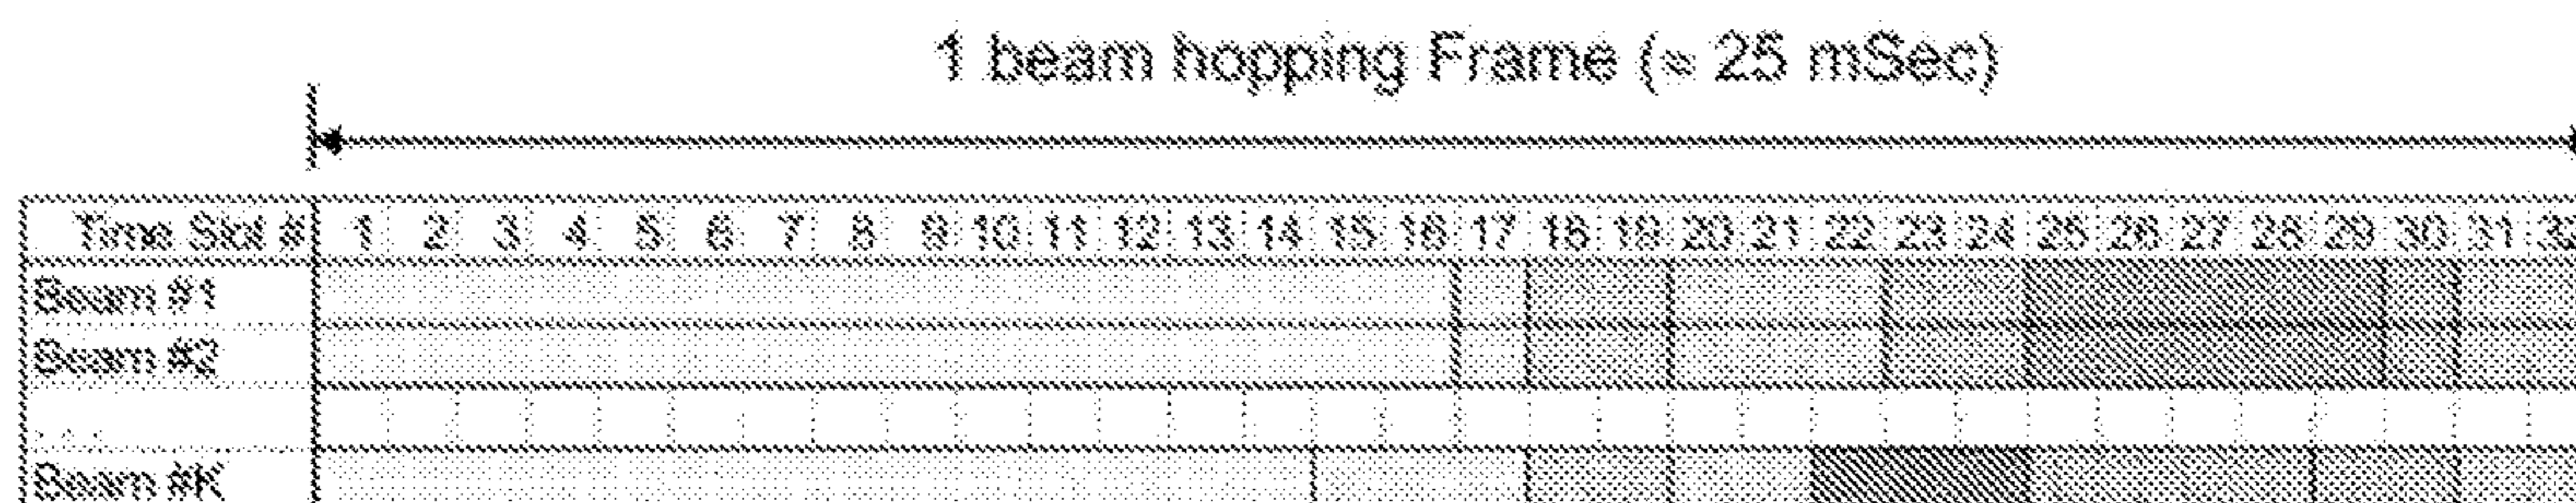 1 beam hopping Frame (≈ 25 mSec)
Time Slot # 1 2 3 4 5 6 7 8 9 10 11 12 13 14 15 16 17 18 19 20 21 22 23 24 25 26 27 28 29 30 31 32
Beam #1
Beam #2
...
Beam #K